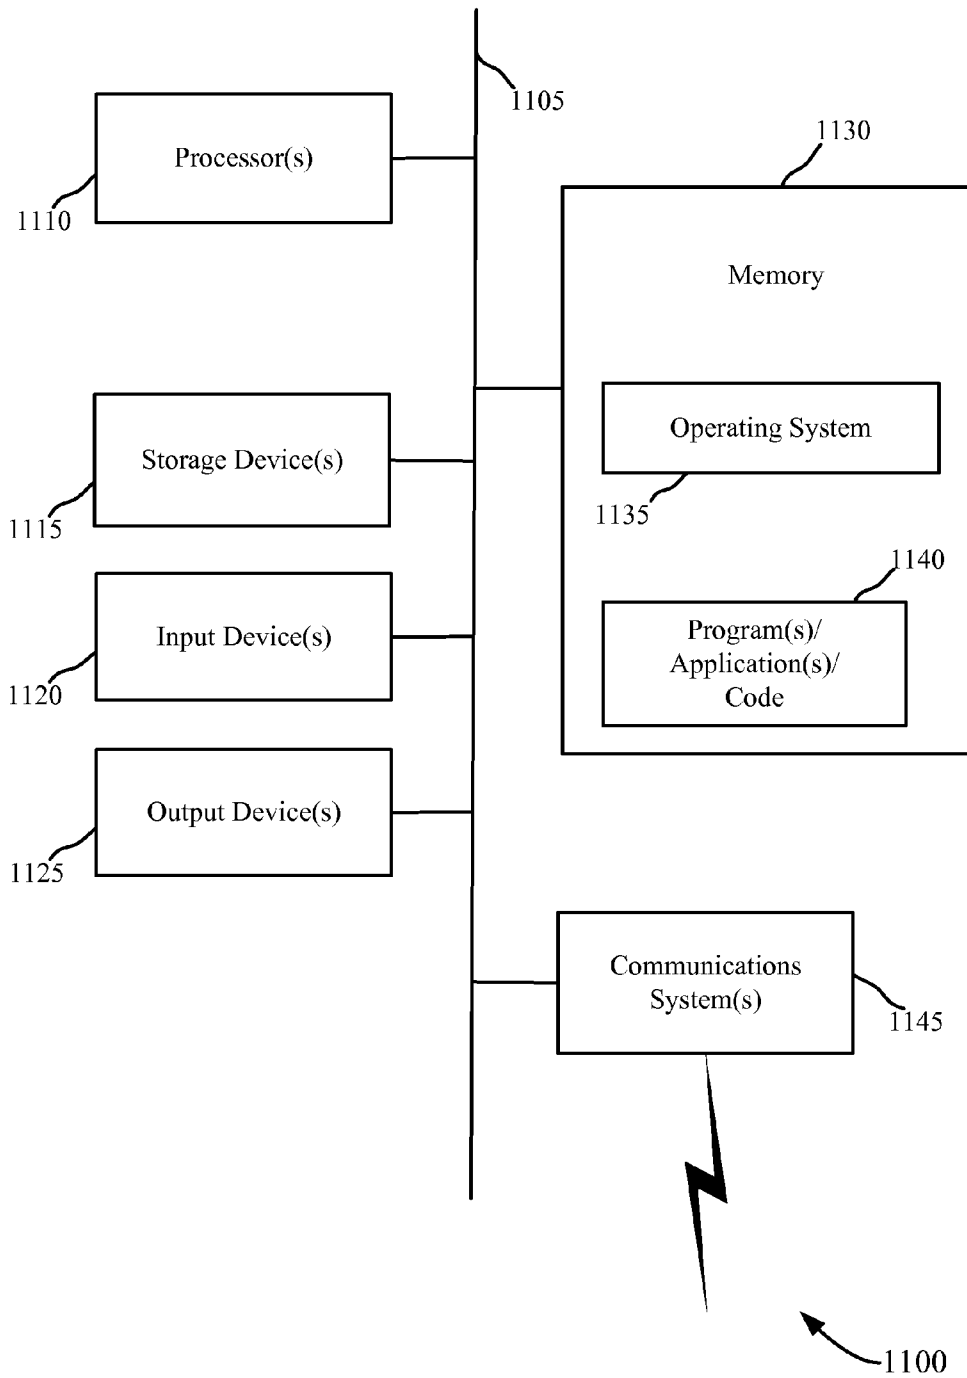 1105
Processor(s)
1110
1130
Memory
Storage Device(s)
1115
Operating System
1135
Input Device(s)
1120
1140
Program(s)/
Application(s)/
Code
Output Device(s)
1125
Communications
System(s)
1145
1100